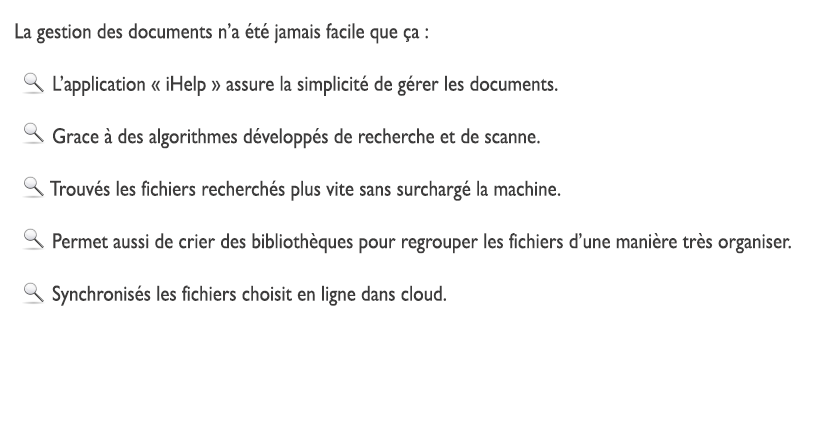 La gestion des documents n’a été jamais facile que ça :
L’application « iHelp » assure la simplicité de gérer les documents.
Grace à des algorithmes développés de recherche et de scanne.
Trouvés les fichiers recherchés plus vite sans surchargé la machine.
Permet aussi de crier des bibliothèques pour regrouper les fichiers d’une manière très organiser.
Synchronisés les fichiers choisit en ligne dans cloud.